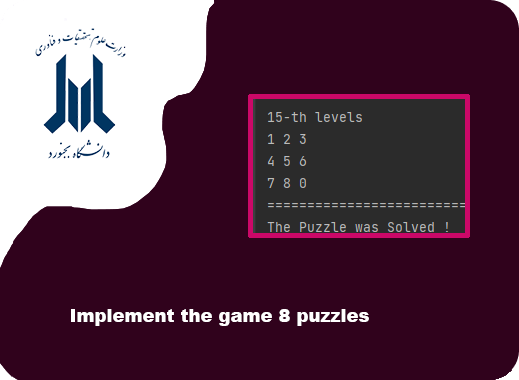 وزارت علوم تحقیقات و فناوری
دانشگاه بجنورد
15-th levels
1 2 3
4 5 6
7 8 0
=========================
The Puzzle was Solved !
Implement the game 8 puzzles